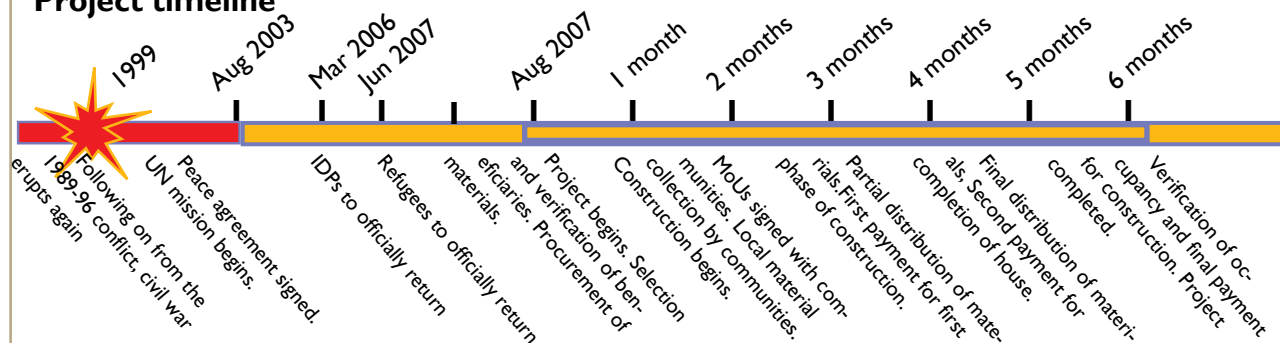 Project timeline
1999
Aug 2003
Mar 2006
Jun 2007
Aug 2007
1 month
2 months
3 months
4 months
5 months
6 months
Following on from the
1989-96 conflict, civil war
erupts again
Peace agreement signed.
UN mission begins.
IDPs to officially return
Refugees to officially return
Project begins. Selection
and verification of ben-
eficiaries. Procurement of
materials.
MoUs signed with com-
munities. Local material
collection by communities.
Construction begins.
Partial distribution of mate-
rials.First payment for first
phase of construction.
Final distribution of materi-
als, Second payment for
completion of house.
Verification of oc-
cupancy and final payment
for construction. Project
completed.